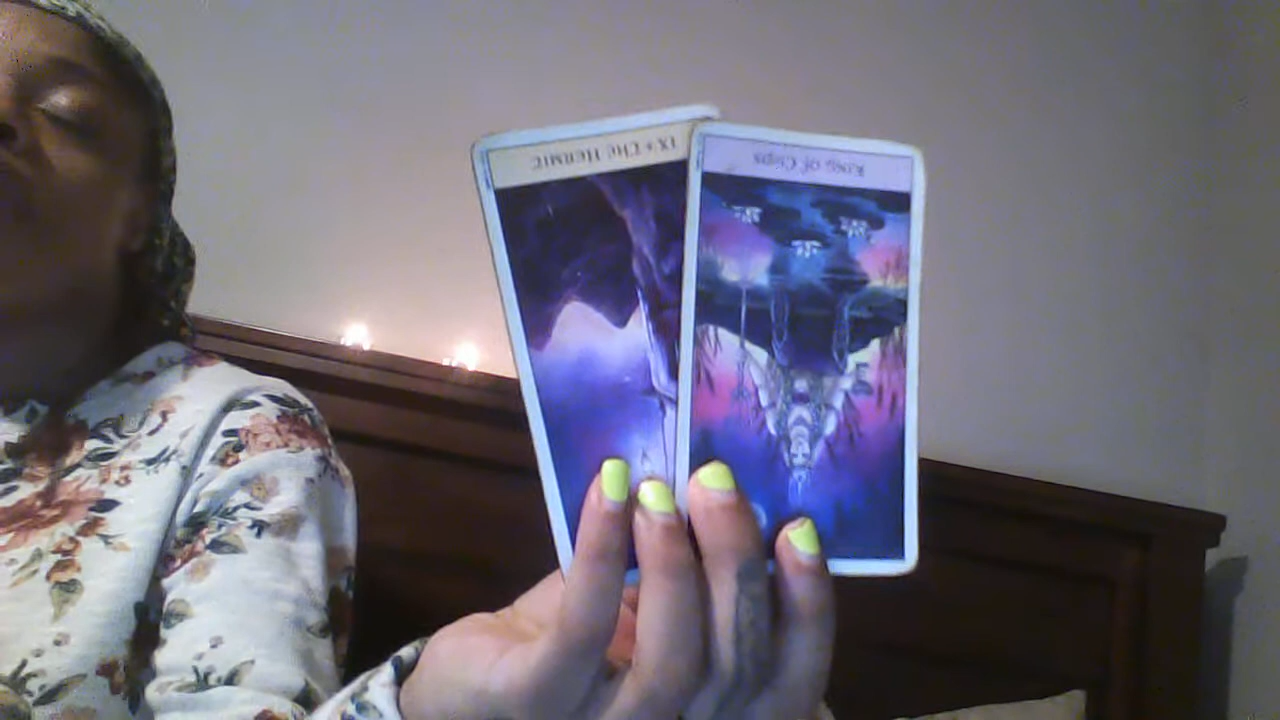 IX • THE HERMIT
KING OF CUPS